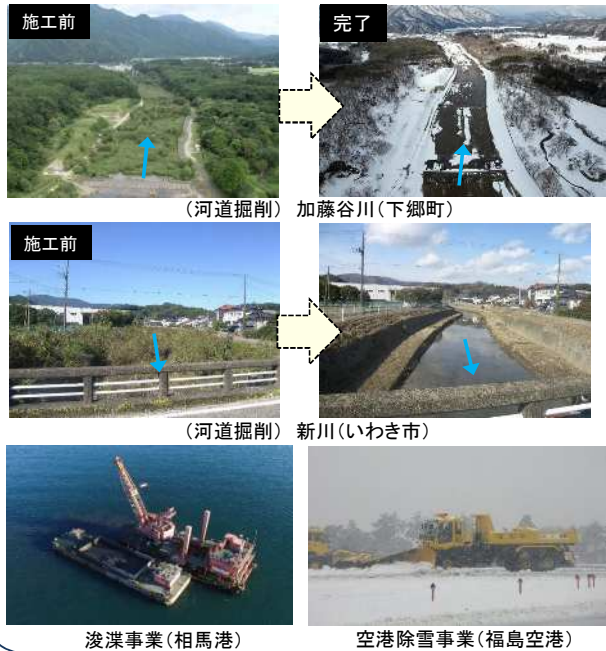 施工前
完了
(河道掘削) 加藤谷川(下郷町)
施工前
(河道掘削) 新川(いわき市)
浚渫事業(相馬港)
空港除雪事業(福島空港)